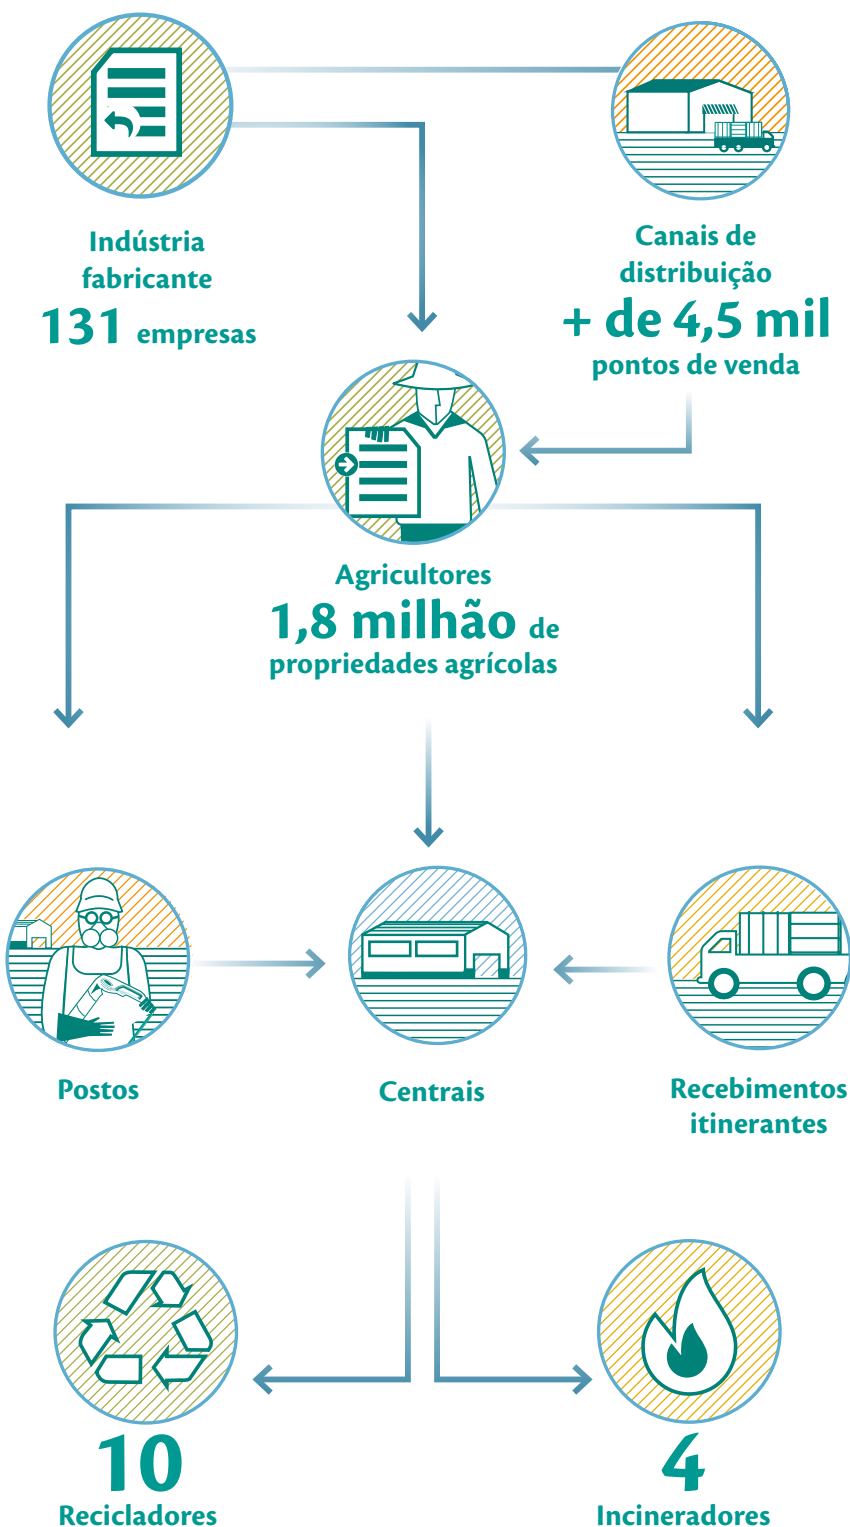 Indústria
fabricante
131 empresas
Canais de
distribuição
+ de 4,5 mil
pontos de venda
Agricultores
1,8 milhão de
propriedades agrícolas
Postos
Centrais
Recebimentos
itinerantes
10
Recicladores
4
Incineradores